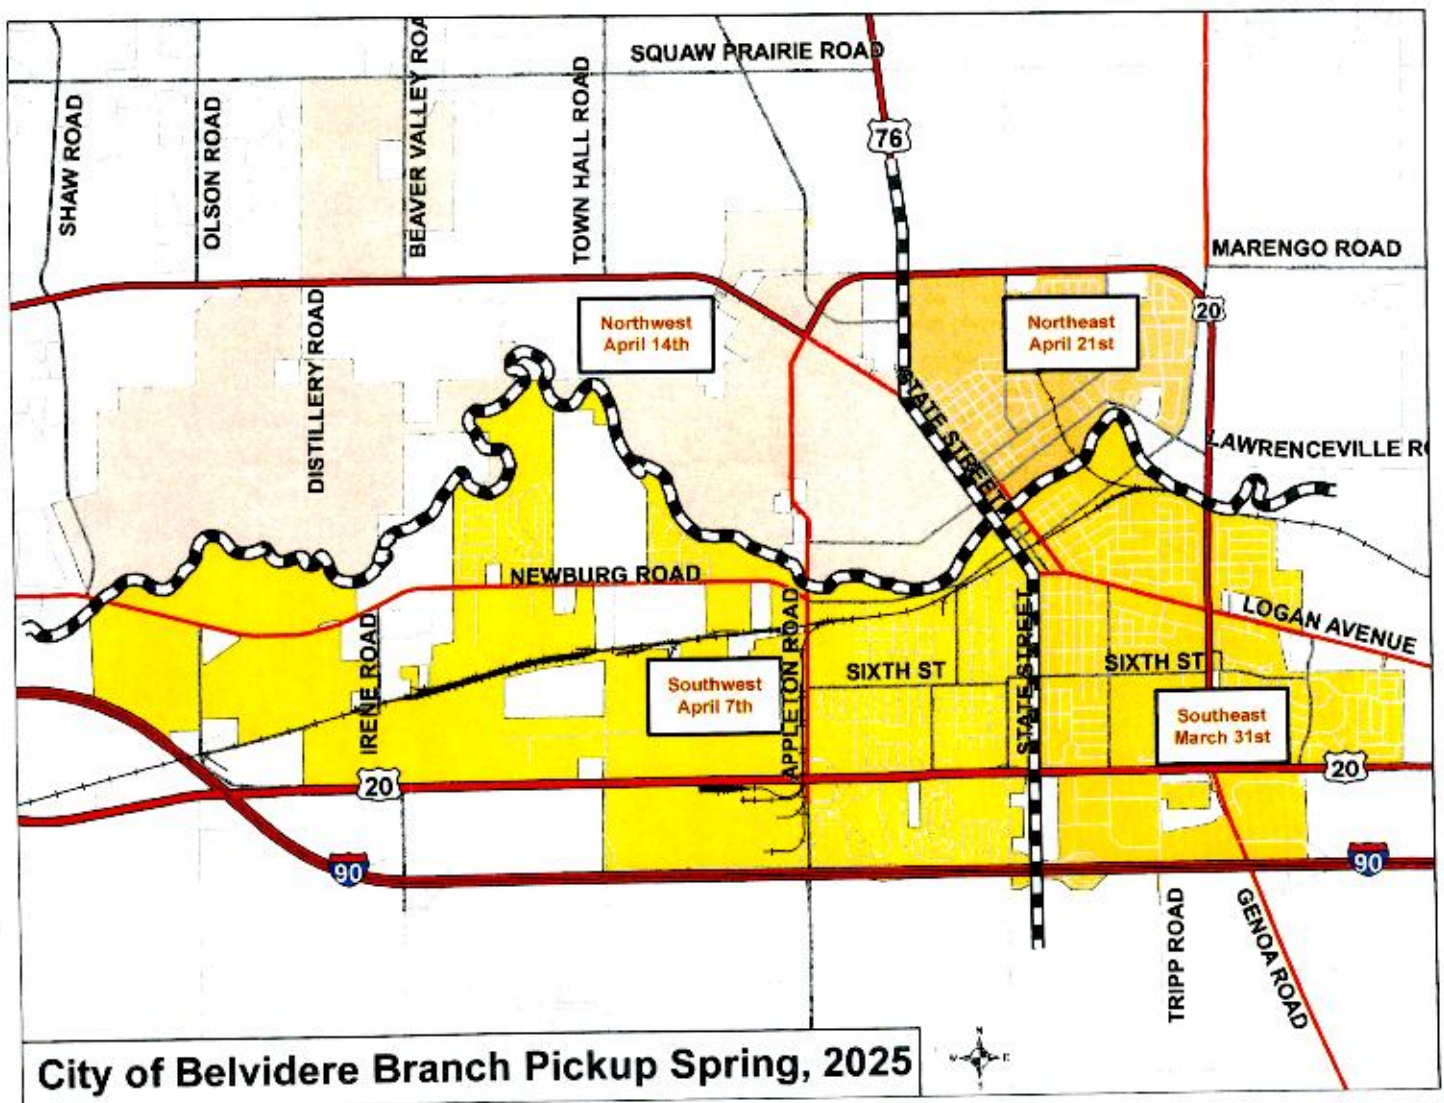 SQUAW PRAIRIE ROAD
SHAW ROAD
OLSON ROAD
BEAVER VALLEY ROA
TOWN HALL ROAD
76
MARENGO ROAD
20
Northwest
April 14th
Northeast
April 21st
DISTILLERY ROAD
STATE STREET
LAWRENCEVILLE R
NEWBURG ROAD
IRENE ROAD
APPLETON ROAD
STATE STREET
LOGAN AVENUE
SIXTH ST
SIXTH ST
Southwest
April 7th
Southeast
March 31st
20
20
90
90
TRIPP ROAD
GENOA ROAD
N
W
E
City of Belvidere Branch Pickup Spring, 2025